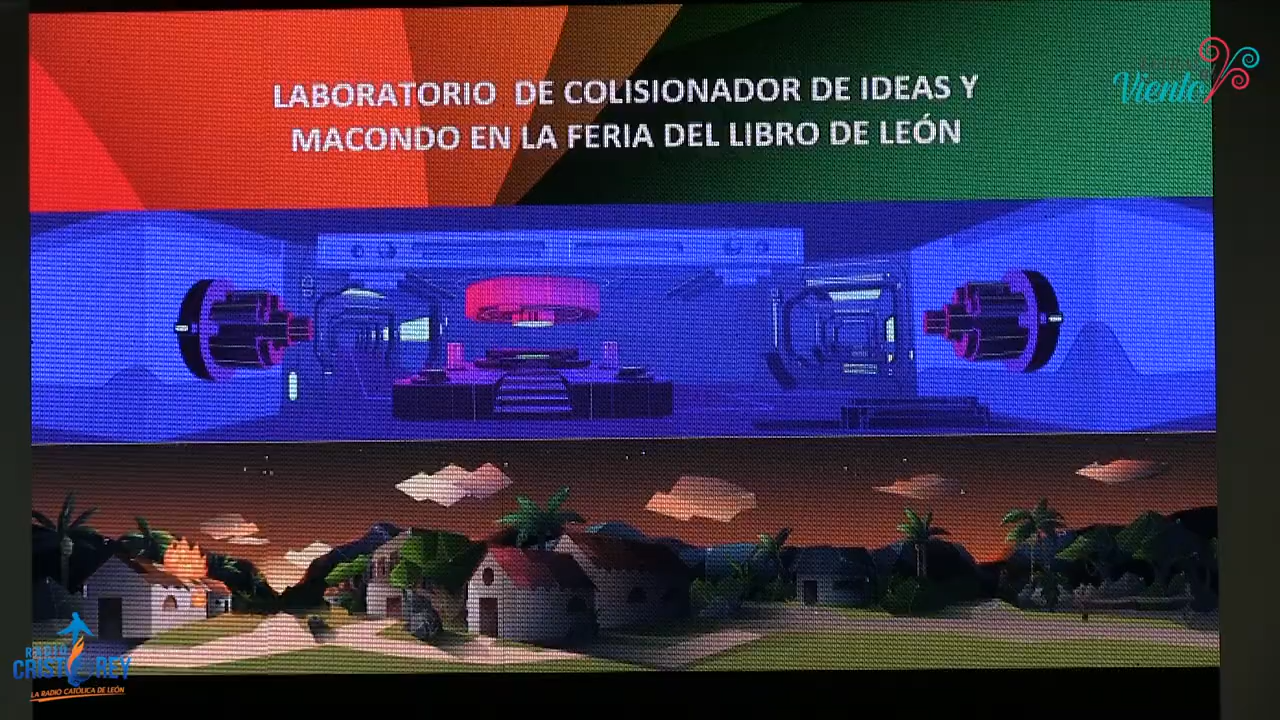 LABORATORIO DE COLISIONADOR DE IDEAS Y
MACONDO EN LA FERIA DEL LIBRO DE LEÓN
Viento
RADIO
CRISTO REY
LA RADIO CATÓLICA DE LEÓN